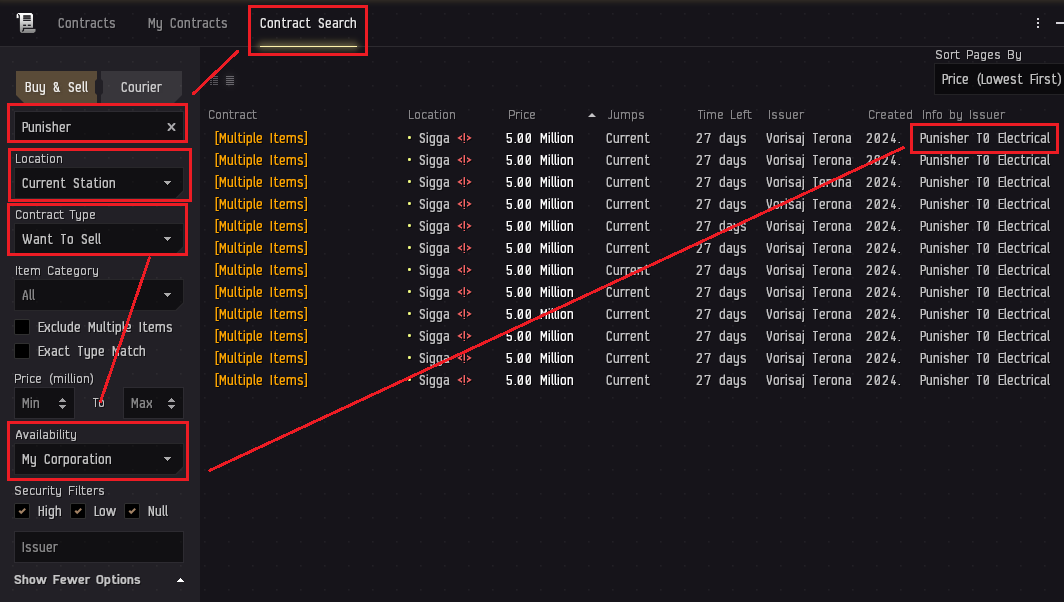 Contracts My Contracts Contract Search
Sort Pages By
Buy & Sell Courier Price (Lowest First)
Punisher
Location
Current Station
Contract Type
Want To Sell
Item Category
All
Exclude Multiple Items
Exact Type Match
Price (million)
Min To Max
Availability
My Corporation
Security Filters
High Low Null
Issuer
Show Fewer Options
Contract Location Price Jumps Time Left Issuer Created Info by Issuer
[Multiple Items] Sigga <!> 5.00 Million Current 27 days Vorisaj Terona 2024. Punisher T0 Electrical
[Multiple Items] Sigga <!> 5.00 Million Current 27 days Vorisaj Terona 2024. Punisher T0 Electrical
[Multiple Items] Sigga <!> 5.00 Million Current 27 days Vorisaj Terona 2024. Punisher T0 Electrical
[Multiple Items] Sigga <!> 5.00 Million Current 27 days Vorisaj Terona 2024. Punisher T0 Electrical
[Multiple Items] Sigga <!> 5.00 Million Current 27 days Vorisaj Terona 2024. Punisher T0 Electrical
[Multiple Items] Sigga <!> 5.00 Million Current 27 days Vorisaj Terona 2024. Punisher T0 Electrical
[Multiple Items] Sigga <!> 5.00 Million Current 27 days Vorisaj Terona 2024. Punisher T0 Electrical
[Multiple Items] Sigga <!> 5.00 Million Current 27 days Vorisaj Terona 2024. Punisher T0 Electrical
[Multiple Items] Sigga <!> 5.00 Million Current 27 days Vorisaj Terona 2024. Punisher T0 Electrical
[Multiple Items] Sigga <!> 5.00 Million Current 27 days Vorisaj Terona 2024. Punisher T0 Electrical
[Multiple Items] Sigga <!> 5.00 Million Current 27 days Vorisaj Terona 2024. Punisher T0 Electrical
[Multiple Items] Sigga <!> 5.00 Million Current 27 days Vorisaj Terona 2024. Punisher T0 Electrical